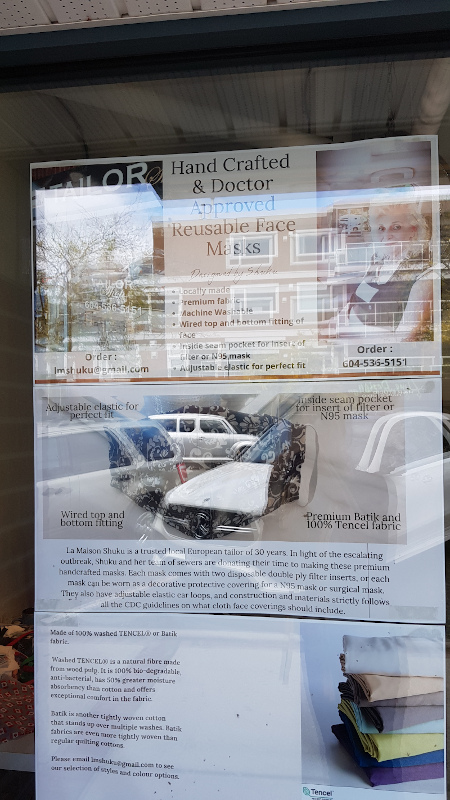 TAILOR
Hand Crafted
& Doctor
Approved
Reusable Face
Masks
Designed by Shuku
• Locally made
• Premium fabric
• Machine Washable
• Wired top and bottom fitting of
face
• Inside seam pocket for insert of
filter or N95 mask
• Adjustable elastic for perfect fit
Order :
lmshuku@gmail.com
Order :
604-536-5151
Adjustable elastic for
perfect fit
Inside seam pocket
for insert of filter or
N95 mask
Wired top and
bottom fitting
Premium Batik and
100% Tencel fabric
La Maison Shuku is a trusted local European tailor of 30 years. In light of the escalating
outbreak, Shuku and her team of sewers are donating their time to making these premium
handcrafted masks. Each mask comes with two disposable double ply filter inserts, or each
mask can be worn as a decorative protective covering for a N95 mask or surgical mask.
They also have adjustable elastic ear loops, and construction and materials strictly follows
all the CDC guidelines on what cloth face coverings should include.
Made of 100% washed TENCEL® or Batik
fabric.
Washed TENCEL® is a natural fibre made
from wood pulp. It is 100% bio-degradable,
anti-bacterial, has 50% greater moisture
absorbency than cotton and offers
exceptional comfort in the fabric.
Batik is another tightly woven cotton
that stands up over multiple washes. Batik
fabrics are even more tightly woven than
regular quilting cottons.
Please email lmshuku@gmail.com to see
our selection of styles and colour options.
Tencel